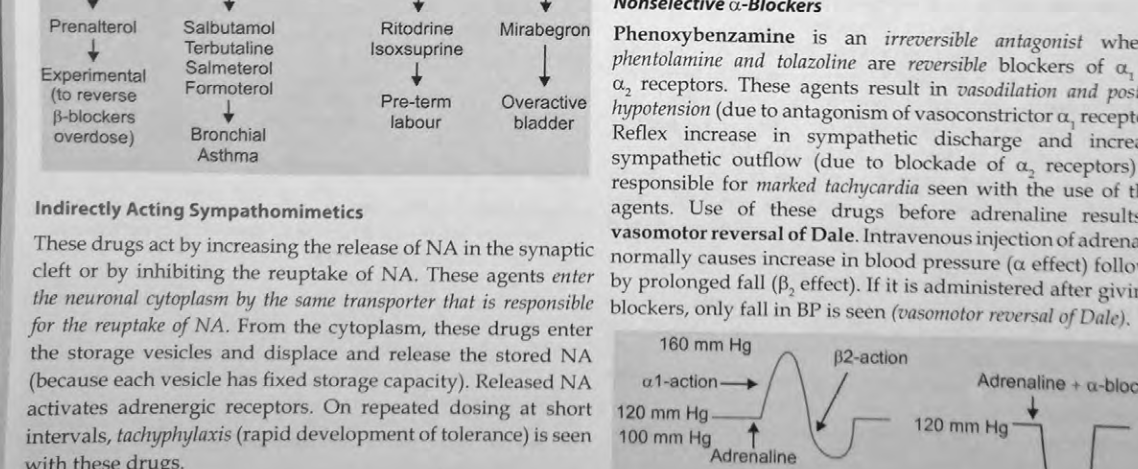 Prenalterol
Experimental
(to reverse
β-blockers
overdose)
Salbutamol
Terbutaline
Salmeterol
Formoterol
Bronchial
Asthma
Ritodrine
Isoxsuprine
Pre-term
labour
Mirabegron
Overactive
bladder
Indirectly Acting Sympathomimetics
These drugs act by increasing the release of NA in the synaptic
cleft or by inhibiting the reuptake of NA. These agents enter
the neuronal cytoplasm by the same transporter that is responsible
for the reuptake of NA. From the cytoplasm, these drugs enter
the storage vesicles and displace and release the stored NA
(because each vesicle has fixed storage capacity). Released NA
activates adrenergic receptors. On repeated dosing at short
intervals, tachyphylaxis (rapid development of tolerance) is seen
with these drugs.
Nonselective α-Blockers
Phenoxybenzamine is an irreversible antagonist
phentolamine and tolazoline are reversible blockers of α₁
α₂ receptors. These agents result in vasodilation and
hypotension (due to antagonism of vasoconstrictor α₁
Reflex increase in sympathetic discharge and
sympathetic outflow (due to blockade of α₂ receptors)
responsible for marked tachycardia seen with the use of
agents. Use of these drugs before adrenaline results
vasomotor reversal of Dale. Intravenous injection of
normally causes increase in blood pressure (α effect)
by prolonged fall (β₂ effect). If it is administered after
blockers, only fall in BP is seen (vasomotor reversal of Dale).
160 mm Hg
β2-action
α1-action
120 mm Hg
100 mm Hg
Adrenaline
Adrenaline + α-bloc
120 mm Hg